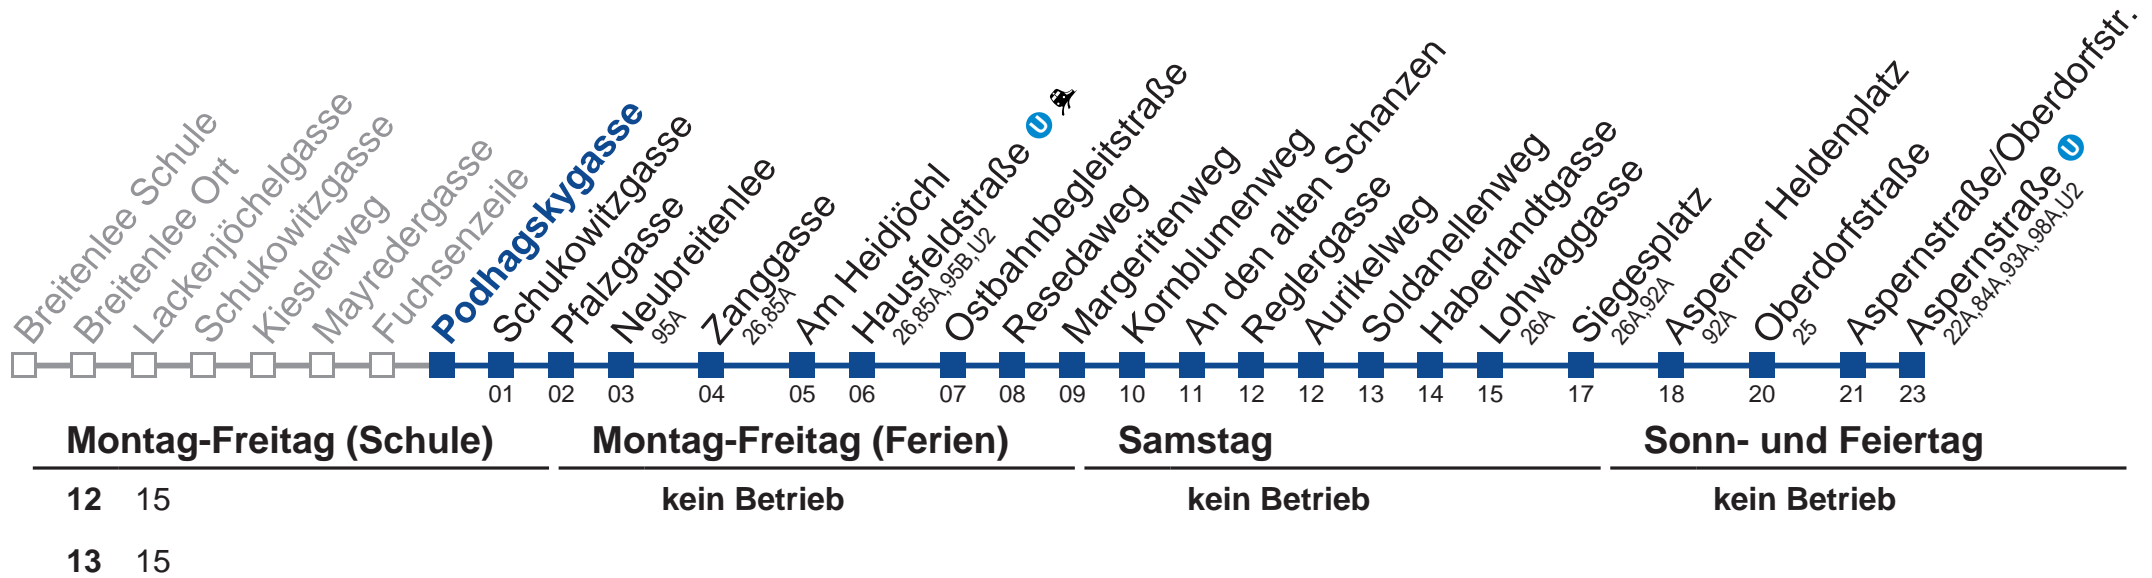 Breitenlee Schule
Breitenlee Ort
Lackenjöchelgasse
Schukowitzgasse
Kieslerweg
Mayredergasse
Fuchsenzeile
Podhagskygasse
Schukowitzgasse
Pfalzgasse
Neubreitenlee
95A
Zanggasse
26,85A
Am Heidjöchl
Hausfeldstraße U
26,85A,95B,U2
Ostbahnbegleitstraße
Resedaweg
Margeritenweg
Kornblumenweg
An den alten Schanzen
Reglergasse
Aurikelweg
Soldanellenweg
Haberlandtgasse
Lohwaggasse
26A
Siegesplatz
26A,92A
Asperner Heldenplatz
92A
Oberdorfstraße
25
Aspernstraße/Oberdorfstr.
Aspernstraße U
22A,84A,93A,98A,U2
01 02 03 04 05 06 07 08 09 10 11 12 12 13 14 15 17 18 20 21 23
Montag-Freitag (Schule) Montag-Freitag (Ferien) Samstag Sonn- und Feiertag
12 15 kein Betrieb kein Betrieb kein Betrieb
13 15